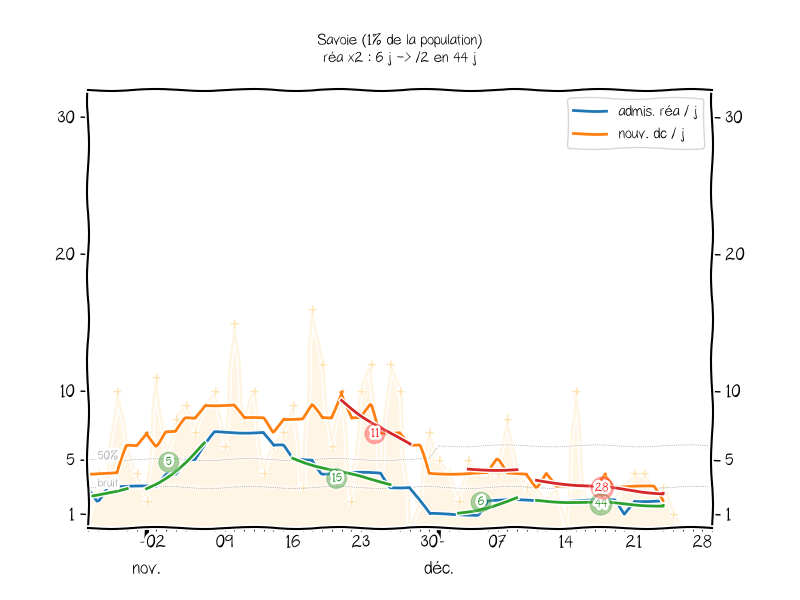 Savoie (1% de la population)
réa x2 : 6 j -> /2 en 44 j
admis. réa / j
nouv. dc / j
30 30
20 20
10 10
5 5
1 1
50%
bruit
5
15
11
6
28
44
02 09 16 23 30 07 14 21 28
nov. déc.